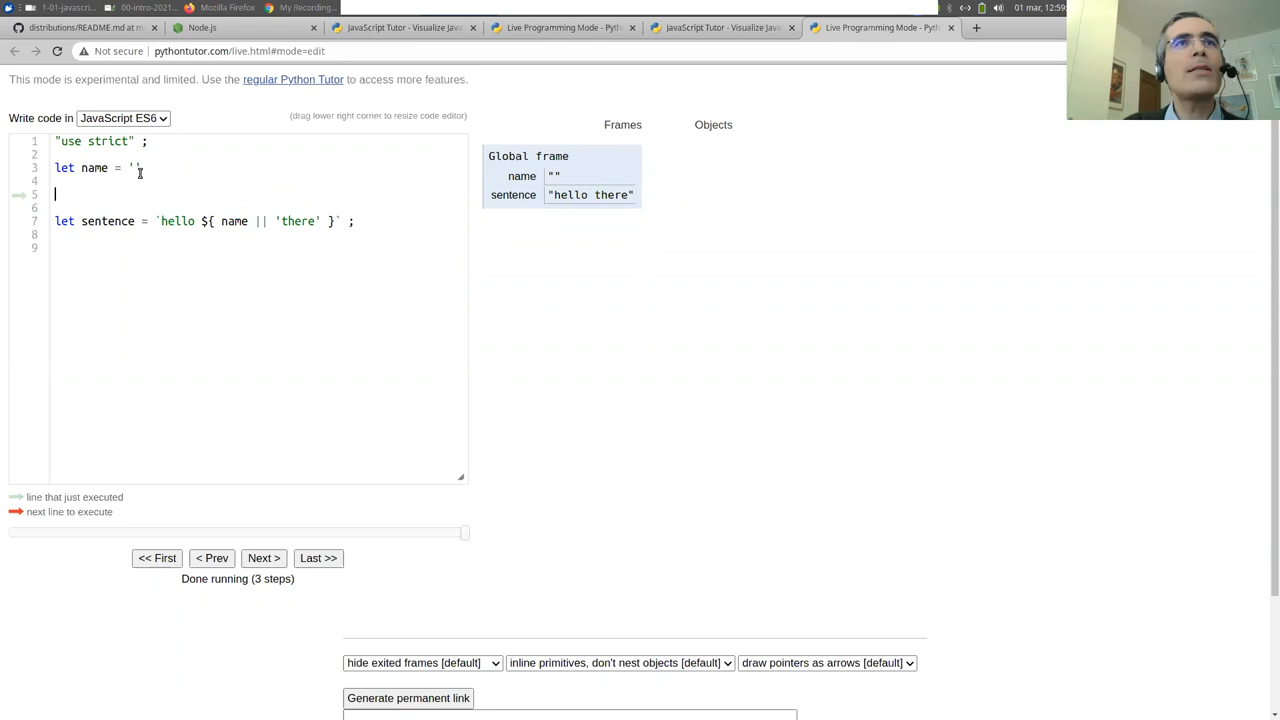 1-01-javascri...
00-intro-2021...
Mozilla Firefox
My Recording...
01 mar, 12:59
distributions/README.md at m
Node.js
JavaScript Tutor - Visualize Java
Live Programming Mode - Pyth
JavaScript Tutor - Visualize Java
Live Programming Mode - Pyth
Not secure
pythontutor.com/live.html#mode=edit
This mode is experimental and limited. Use the regular Python Tutor to access more features.
Write code in JavaScript ES6
(drag lower right corner to resize code editor)
Frames
Objects
1 "use strict" ;
2
3 let name = ''
4
5
6
7 let sentence = `hello ${ name || 'there' }` ;
8
9
Global frame
name ""
sentence "hello there"
line that just executed
next line to execute
<< First
< Prev
Next >
Last >>
Done running (3 steps)
hide exited frames [default]
inline primitives, don't nest objects [default]
draw pointers as arrows [default]
Generate permanent link